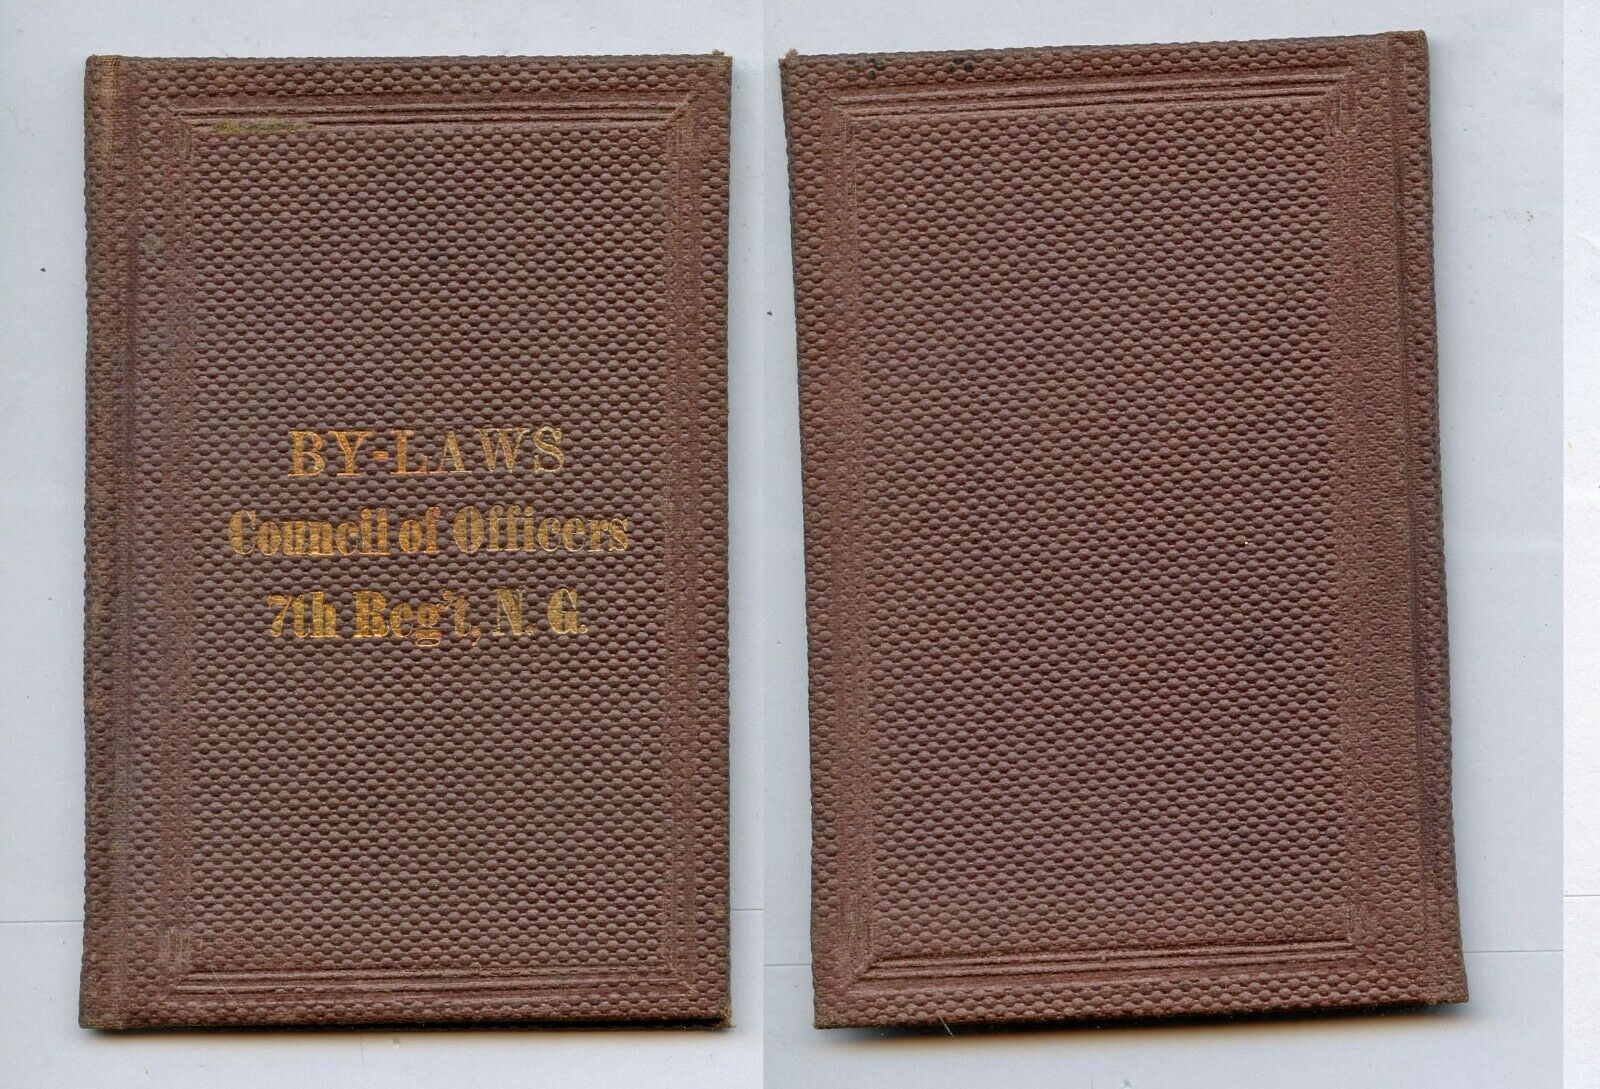 BY-LAWS
Council of Officers
7th Reg't, N. G.